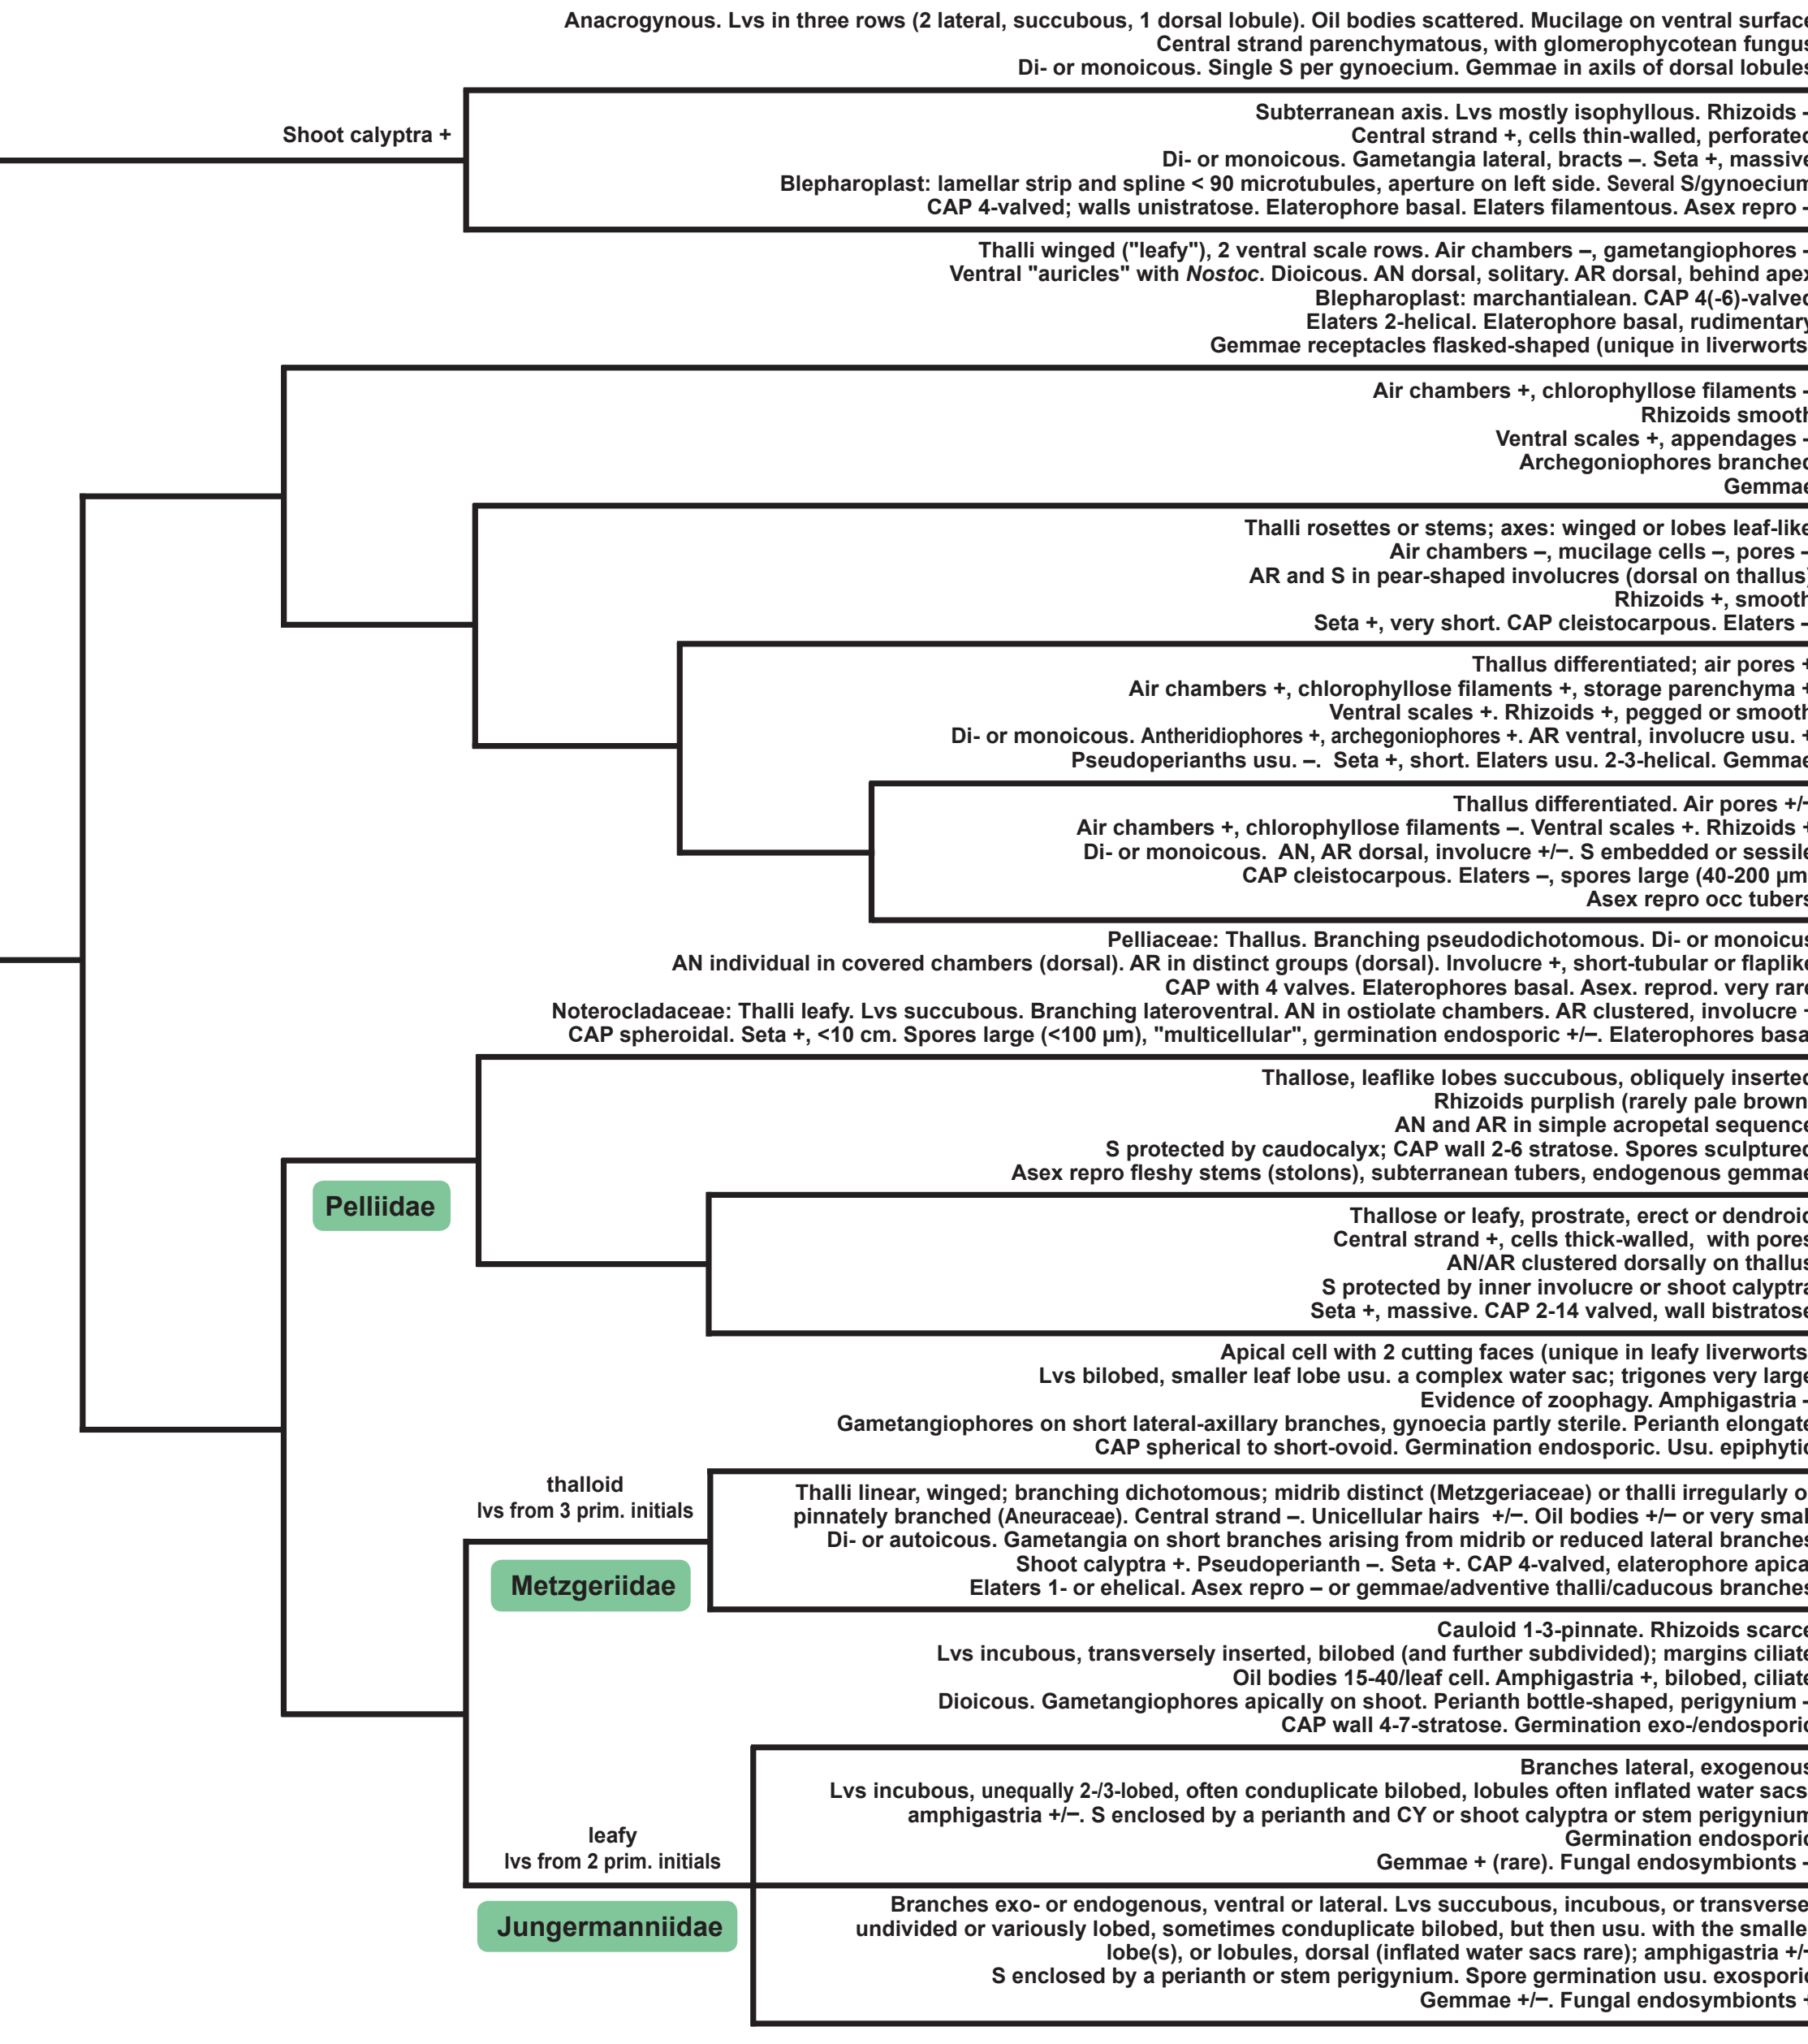 Anacrogynous. Lvs in three rows (2 lateral, succubous, 1 dorsal lobule). Oil bodies scattered. Mucilage on ventral surface
Central strand parenchymatous, with glomerophycotean fungus
Di- or monoicous. Single S per gynoecium. Gemmae in axils of dorsal lobules
Shoot calyptra +
Subterranean axis. Lvs mostly isophyllous. Rhizoids –
Central strand +, cells thin-walled, perforated
Di- or monoicous. Gametangia lateral, bracts –. Seta +, massive
Blepharoplast: lamellar strip and spline < 90 microtubules, aperture on left side. Several S/gynoecium
CAP 4-valved; walls unistratose. Elaterophore basal. Elaters filamentous. Asex repro –
Thalli winged ("leafy"), 2 ventral scale rows. Air chambers –, gametangiophores –
Ventral "auricles" with Nostoc. Dioicous. AN dorsal, solitary. AR dorsal, behind apex
Blepharoplast: marchantialean. CAP 4(-6)-valved
Elaters 2-helical. Elaterophore basal, rudimentary
Gemmae receptacles flasked-shaped (unique in liverworts)
Air chambers +, chlorophyllose filaments –
Rhizoids smooth
Ventral scales +, appendages –
Archegoniophores branched
Gemmae
Thalli rosettes or stems; axes: winged or lobes leaf-like
Air chambers –, mucilage cells –, pores –
AR and S in pear-shaped involucres (dorsal on thallus)
Rhizoids +, smooth
Seta +, very short. CAP cleistocarpous. Elaters –
Thallus differentiated; air pores +
Air chambers +, chlorophyllose filaments +, storage parenchyma +
Ventral scales +. Rhizoids +, pegged or smooth
Di- or monoicous. Antheridiophores +, archegoniophores +. AR ventral, involucre usu. +
Pseudoperianths usu. –. Seta +, short. Elaters usu. 2-3-helical. Gemmae
Thallus differentiated. Air pores +/–
Air chambers +, chlorophyllose filaments –. Ventral scales +. Rhizoids +
Di- or monoicous. AN, AR dorsal, involucre +/–. S embedded or sessile
CAP cleistocarpous. Elaters –, spores large (40-200 µm)
Asex repro occ tubers
Pelliaceae: Thallus. Branching pseudodichotomous. Di- or monoicus
AN individual in covered chambers (dorsal). AR in distinct groups (dorsal). Involucre +, short-tubular or flaplike
CAP with 4 valves. Elaterophores basal. Asex. reprod. very rare
Noterocladaceae: Thalli leafy. Lvs succubous. Branching lateroventral. AN in ostiolate chambers. AR clustered, involucre –
CAP spheroidal. Seta +, <10 cm. Spores large (<100 µm), "multicellular", germination endosporic +/–. Elaterophores basal
Thallose, leaflike lobes succubous, obliquely inserted
Rhizoids purplish (rarely pale brown)
AN and AR in simple acropetal sequence
S protected by caudocalyx; CAP wall 2-6 stratose. Spores sculptured
Asex repro fleshy stems (stolons), subterranean tubers, endogenous gemmae
Pelliidae
Thallose or leafy, prostrate, erect or dendroid
Central strand +, cells thick-walled, with pores
AN/AR clustered dorsally on thallus
S protected by inner involucre or shoot calyptra
Seta +, massive. CAP 2-14 valved, wall bistratose
Apical cell with 2 cutting faces (unique in leafy liverworts)
Lvs bilobed, smaller leaf lobe usu. a complex water sac; trigones very large
Evidence of zoophagy. Amphigastria –
Gametangiophores on short lateral-axillary branches, gynoecia partly sterile. Perianth elongate
CAP spherical to short-ovoid. Germination endosporic. Usu. epiphytic
thalloid
lvs from 3 prim. initials
Thalli linear, winged; branching dichotomous; midrib distinct (Metzgeriaceae) or thalli irregularly or
pinnately branched (Aneuraceae). Central strand –. Unicellular hairs +/–. Oil bodies +/– or very small
Di- or autoicous. Gametangia on short branches arising from midrib or reduced lateral branches
Shoot calyptra +. Pseudoperianth –. Seta +. CAP 4-valved, elaterophore apical
Elaters 1- or ehelical. Asex repro – or gemmae/adventive thalli/caducous branches
Metzgeriidae
Cauloid 1-3-pinnate. Rhizoids scarce
Lvs incubous, transversely inserted, bilobed (and further subdivided); margins ciliate
Oil bodies 15-40/leaf cell. Amphigastria +, bilobed, ciliate
Dioicous. Gametangiophores apically on shoot. Perianth bottle-shaped, perigynium –
CAP wall 4-7-stratose. Germination exo-/endosporic
Branches lateral, exogenous
Lvs incubous, unequally 2-/3-lobed, often conduplicate bilobed, lobules often inflated water sacs
amphigastria +/–. S enclosed by a perianth and CY or shoot calyptra or stem perigynium
Germination endosporic
Gemmae + (rare). Fungal endosymbionts –
leafy
lvs from 2 prim. initials
Jungermanniidae
Branches exo- or endogenous, ventral or lateral. Lvs succubous, incubous, or transverse
undivided or variously lobed, sometimes conduplicate bilobed, but then usu. with the smaller
lobe(s), or lobules, dorsal (inflated water sacs rare); amphigastria +/–
S enclosed by a perianth or stem perigynium. Spore germination usu. exosporic
Gemmae +/–. Fungal endosymbionts +